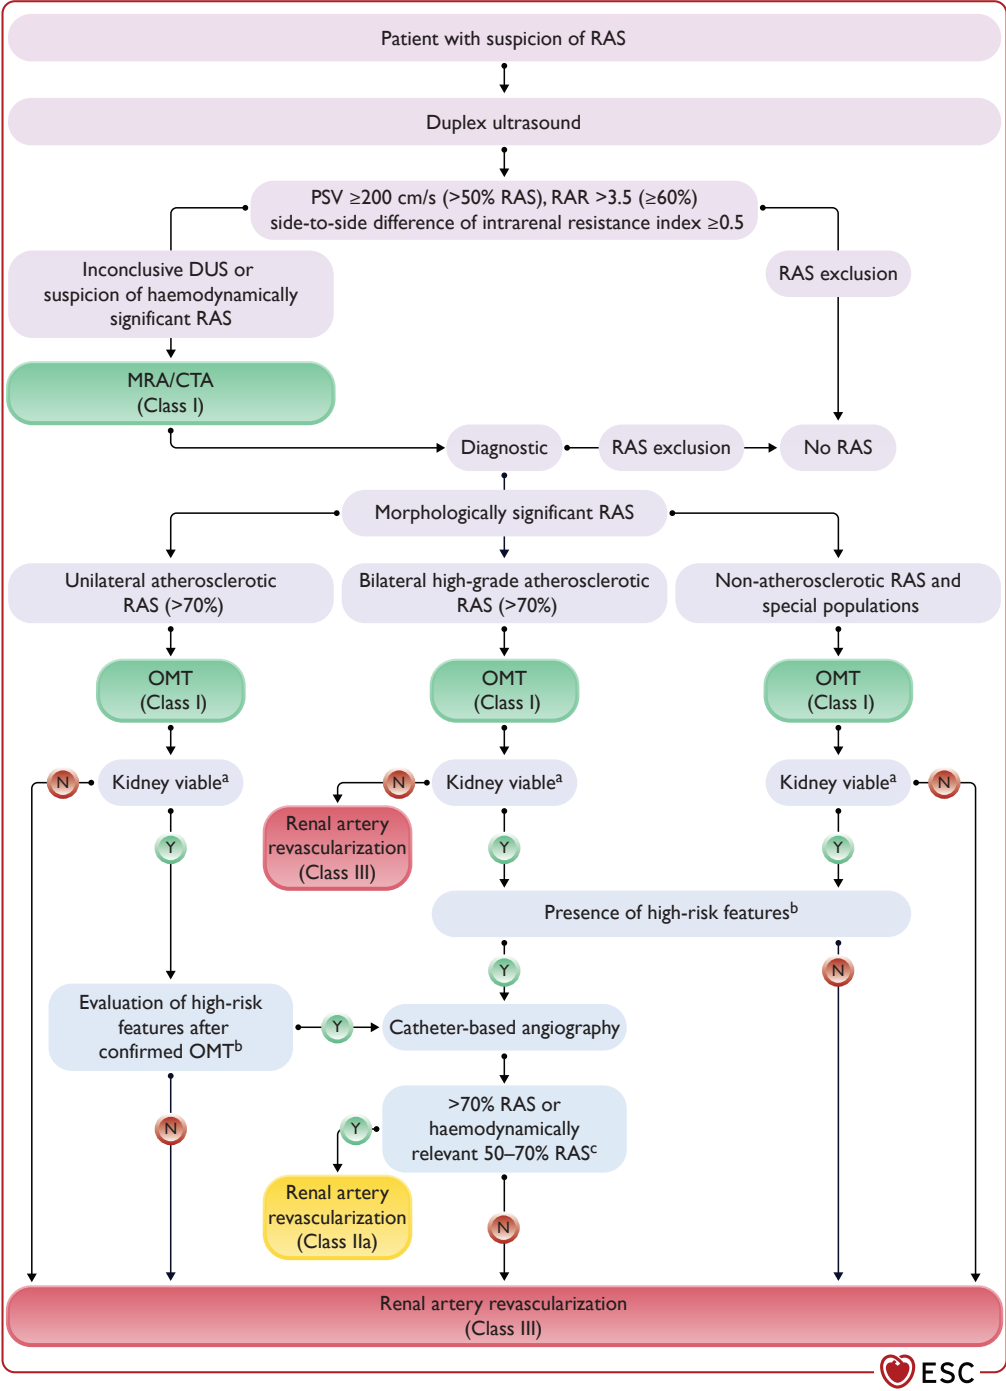 Patient with suspicion of RAS
Duplex ultrasound
PSV ≥200 cm/s (>50% RAS), RAR >3.5 (≥60%)
side-to-side difference of intrarenal resistance index ≥0.5
Inconclusive DUS or
suspicion of haemodynamically
significant RAS
RAS exclusion
MRA/CTA
(Class I)
Diagnostic
RAS exclusion
No RAS
Morphologically significant RAS
Unilateral atherosclerotic
RAS (>70%)
Bilateral high-grade atherosclerotic
RAS (>70%)
Non-atherosclerotic RAS and
special populations
OMT
(Class I)
OMT
(Class I)
OMT
(Class I)
N
Kidney viableᵃ
N
Kidney viableᵃ
Kidney viableᵃ
N
Renal artery
revascularization
(Class III)
Y
Y
Y
Presence of high-risk featuresᵇ
Y
N
Evaluation of high-risk
features after
confirmed OMTᵇ
Y
Catheter-based angiography
N
Y
>70% RAS or
haemodynamically
relevant 50–70% RASᶜ
Renal artery
revascularization
(Class IIa)
N
Renal artery revascularization
(Class III)
ESC